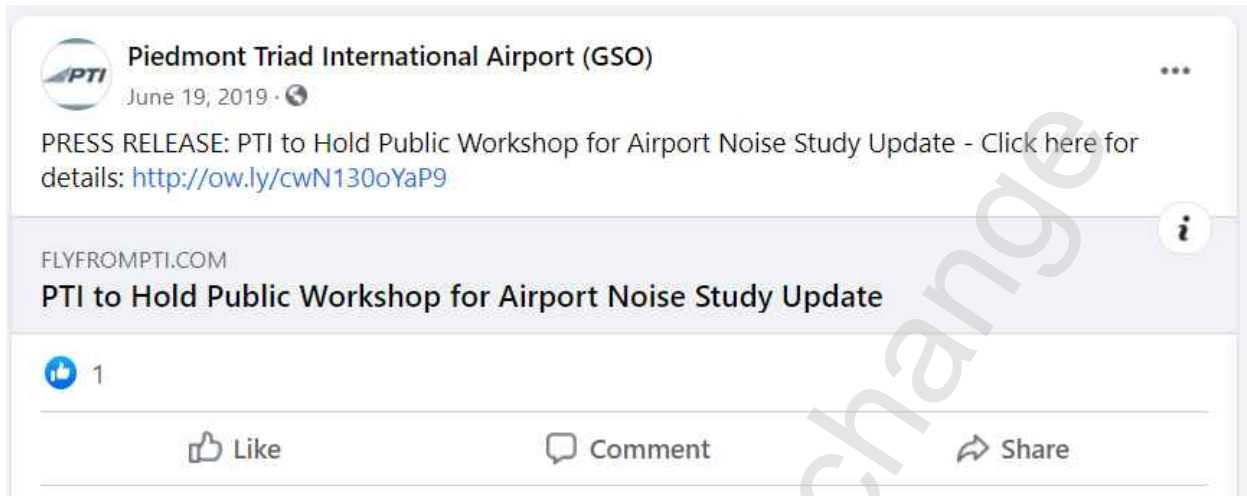 PTI
Piedmont Triad International Airport (GSO)
June 19, 2019 ·
PRESS RELEASE: PTI to Hold Public Workshop for Airport Noise Study Update - Click here for
details: http://ow.ly/cwN130oYaP9
i
FLYFROMPTI.COM
PTI to Hold Public Workshop for Airport Noise Study Update
1
Like Comment Share
change